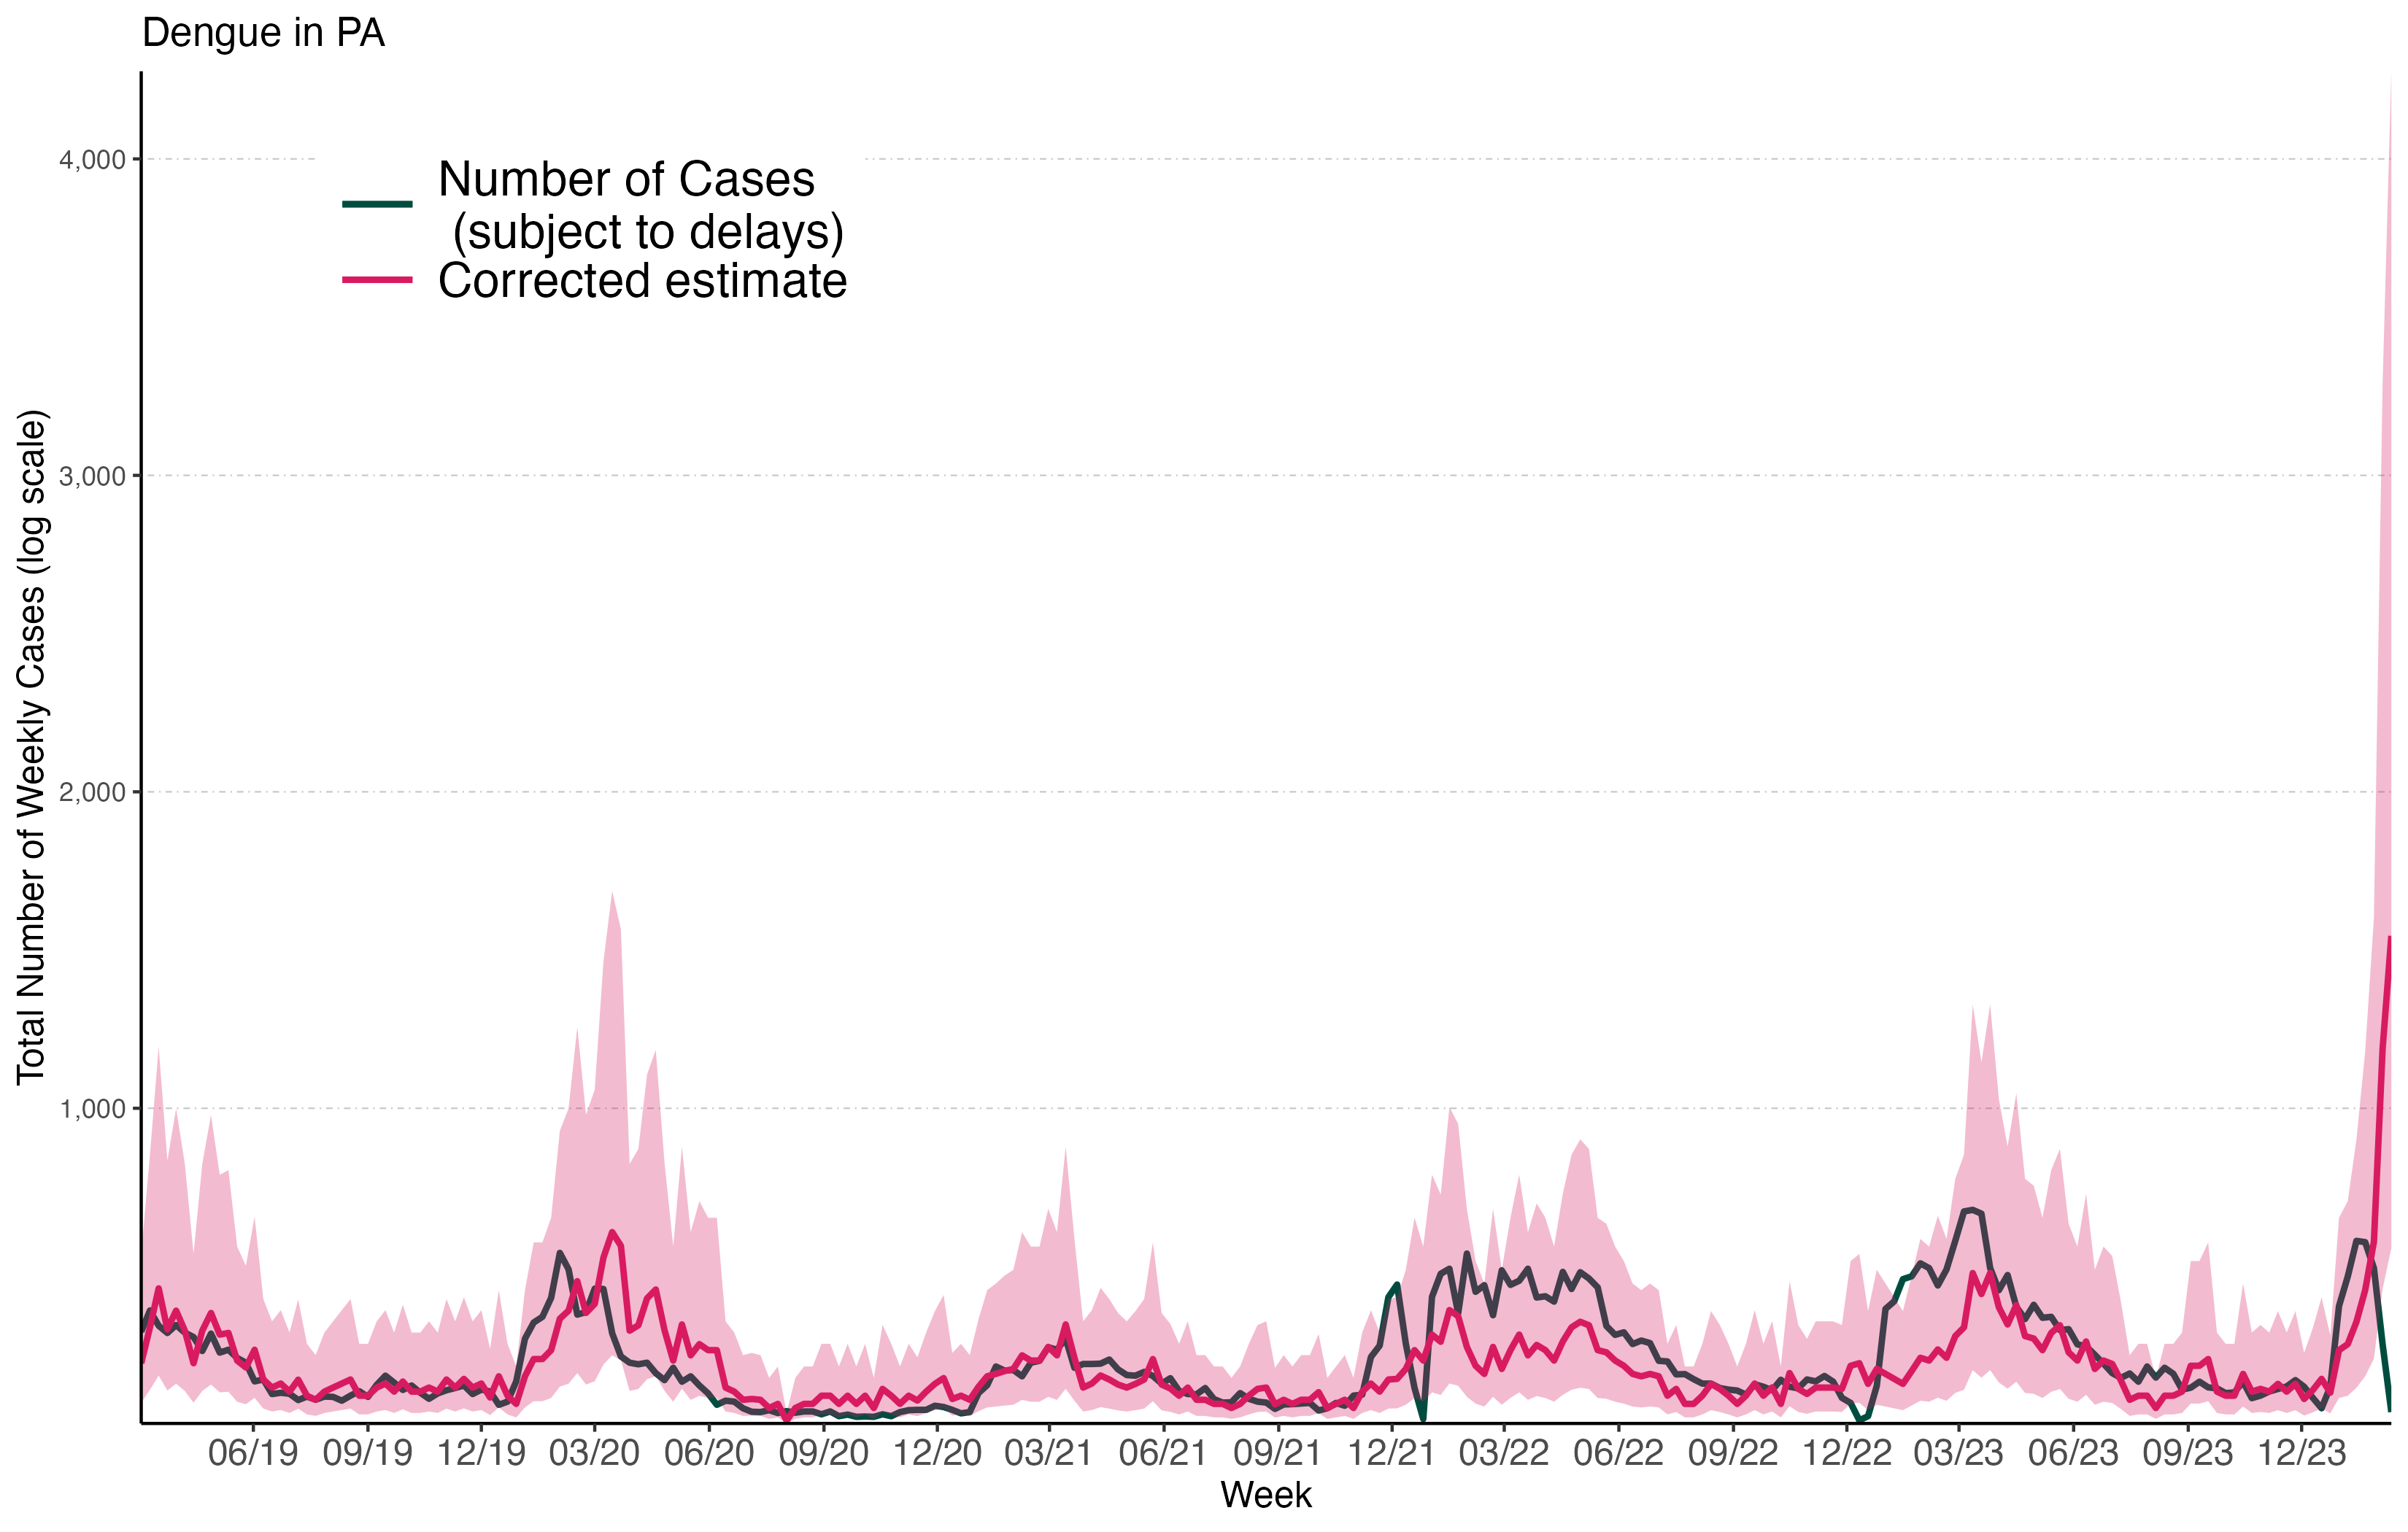 Dengue in PA
Total Number of Weekly Cases (log scale)
4,000
3,000
2,000
1,000
Number of Cases
(subject to delays)
Corrected estimate
06/19 09/19 12/19 03/20 06/20 09/20 12/20 03/21 06/21 09/21 12/21 03/22 06/22 09/22 12/22 03/23 06/23 09/23 12/23
Week